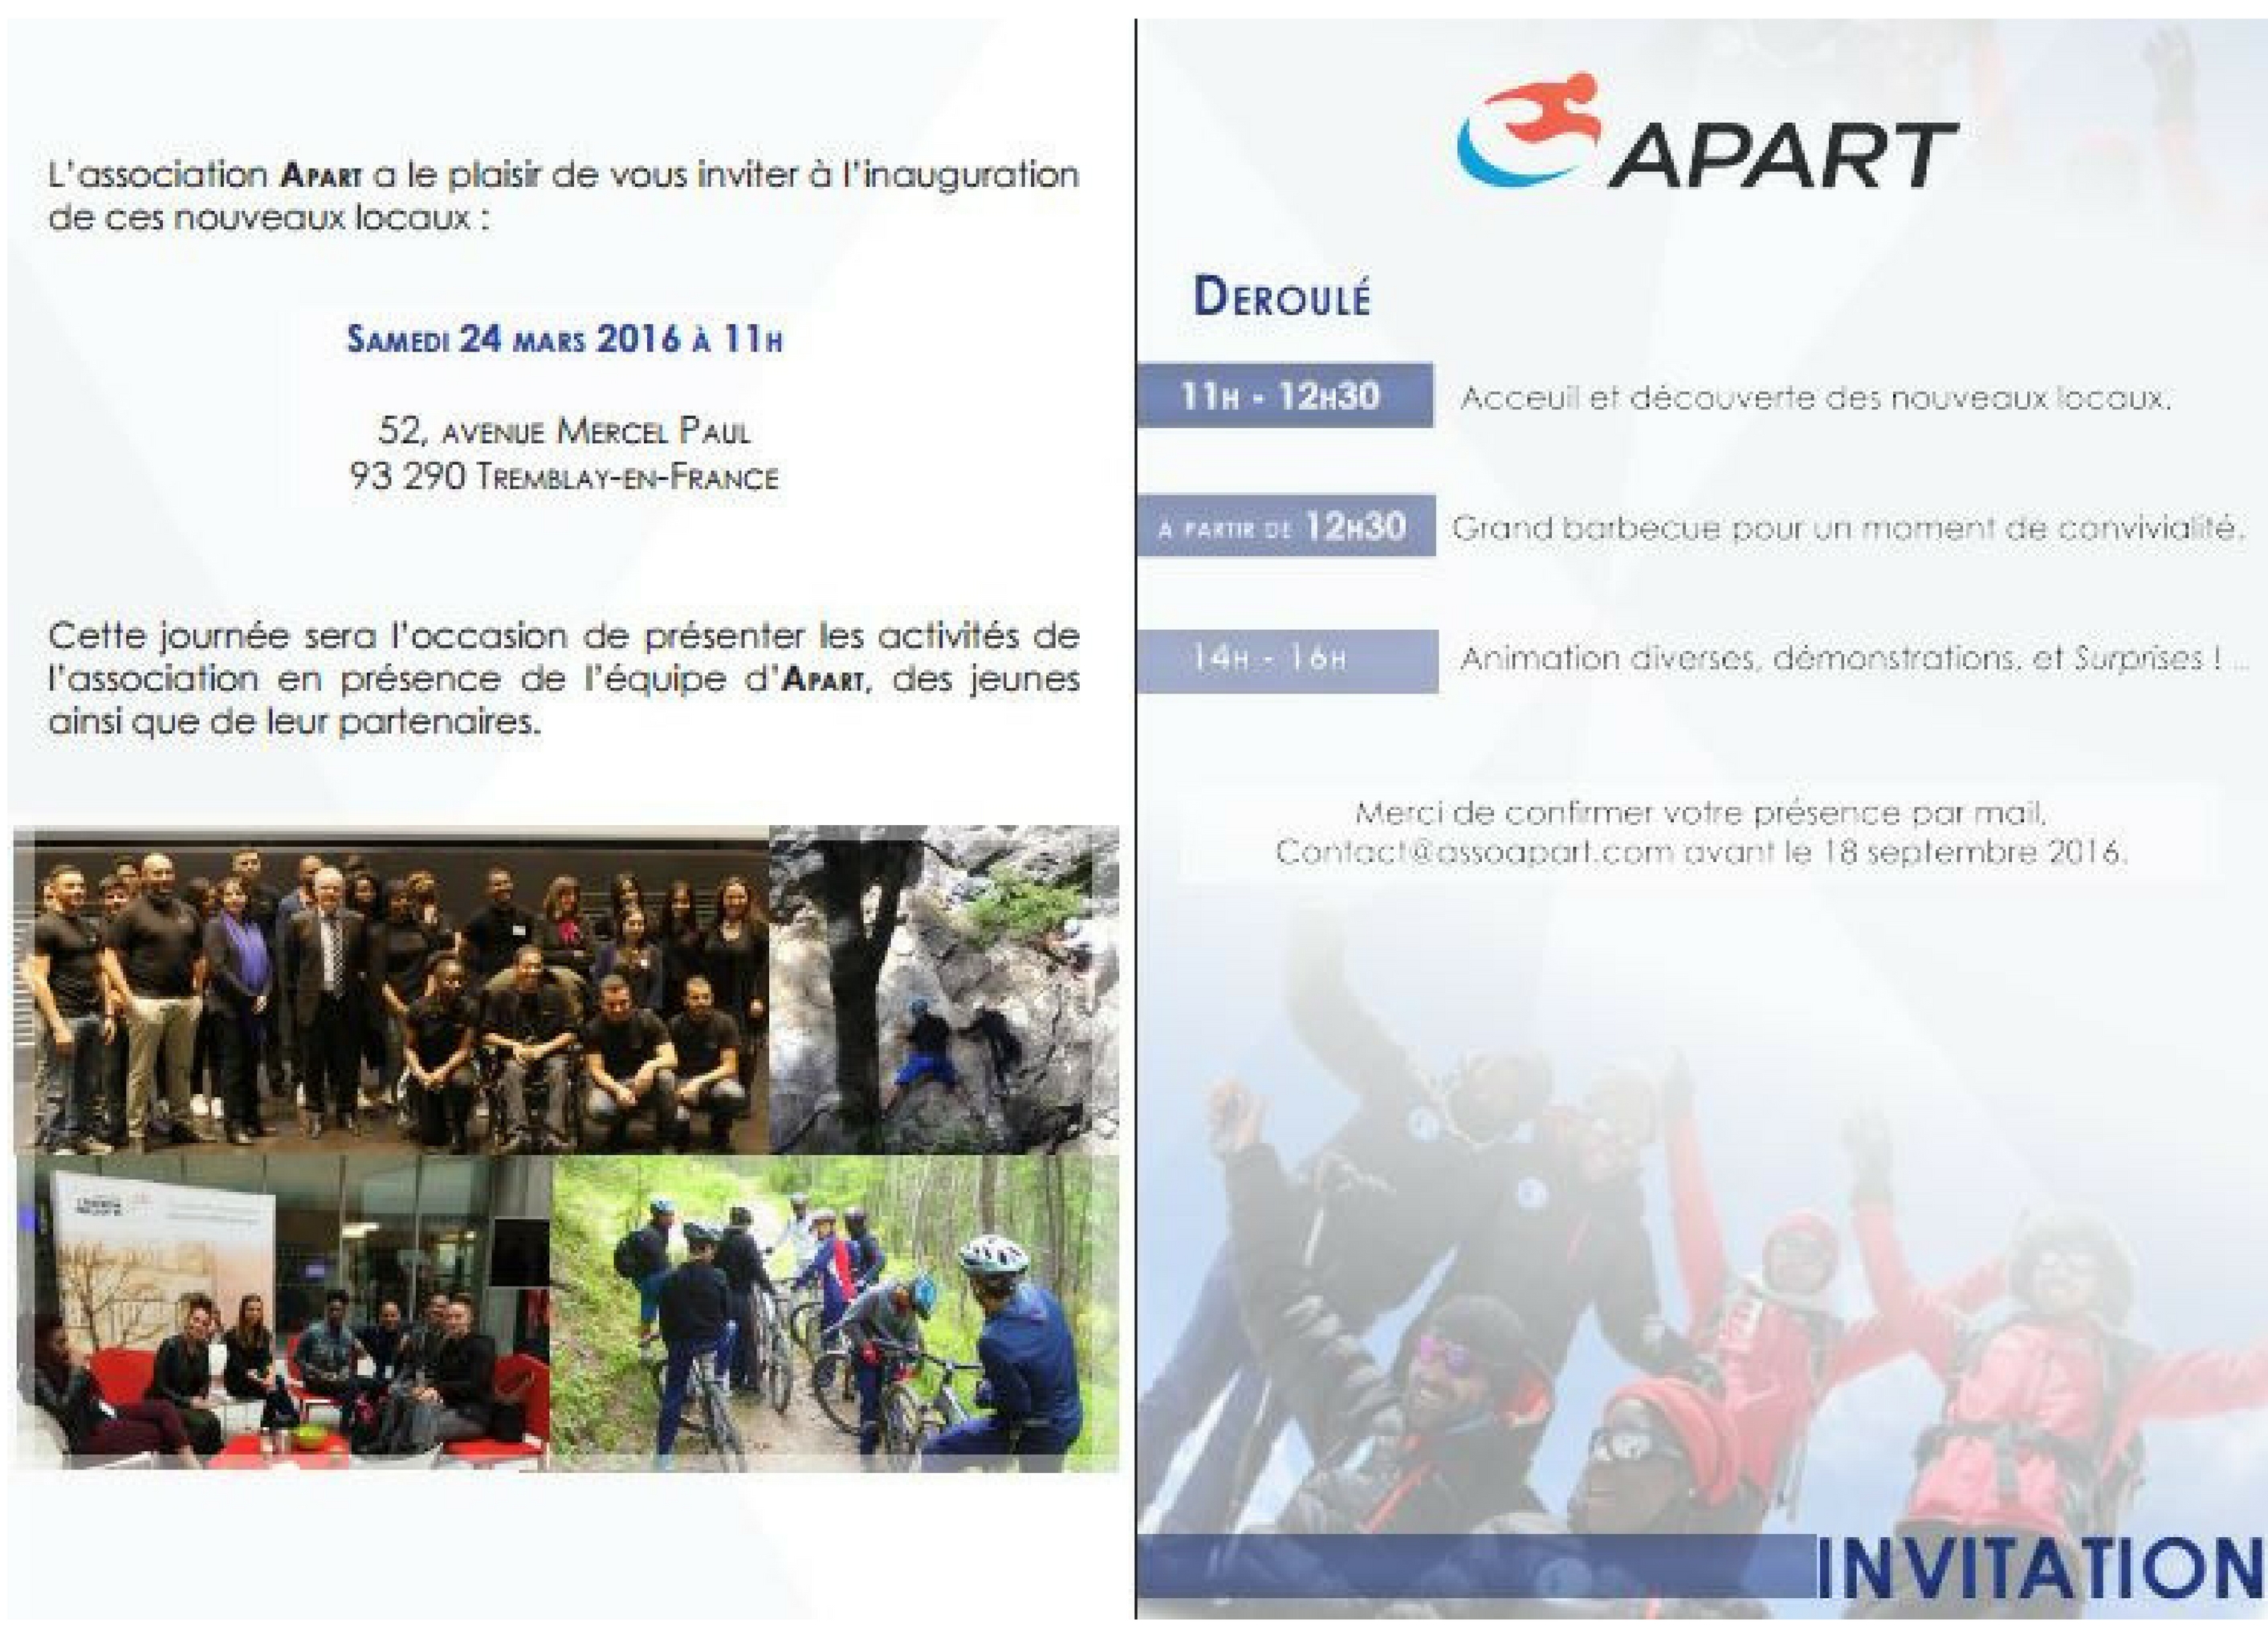 L'association APART a le plaisir de vous inviter à l'inauguration
de ces nouveaux locaux :
SAMEDI 24 MARS 2016 À 11H
52, AVENUE MERCEL PAUL
93 290 TREMBLAY-EN-FRANCE
Cette journée sera l'occasion de présenter les activités de
l'association en présence de l'équipe d'APART, des jeunes
ainsi que de leur partenaires.
APART
DEROULÉ
11H - 12H30 Acceuil et découverte des nouveaux locaux.
A PARTIR DE 12H30 Grand barbecue pour un moment de convivialité.
14H - 16H Animation diverses, démonstrations, et Surprises ! ...
Merci de confirmer votre présence par mail.
Contact@assoapart.com avant le 18 septembre 2016.
INVITATION